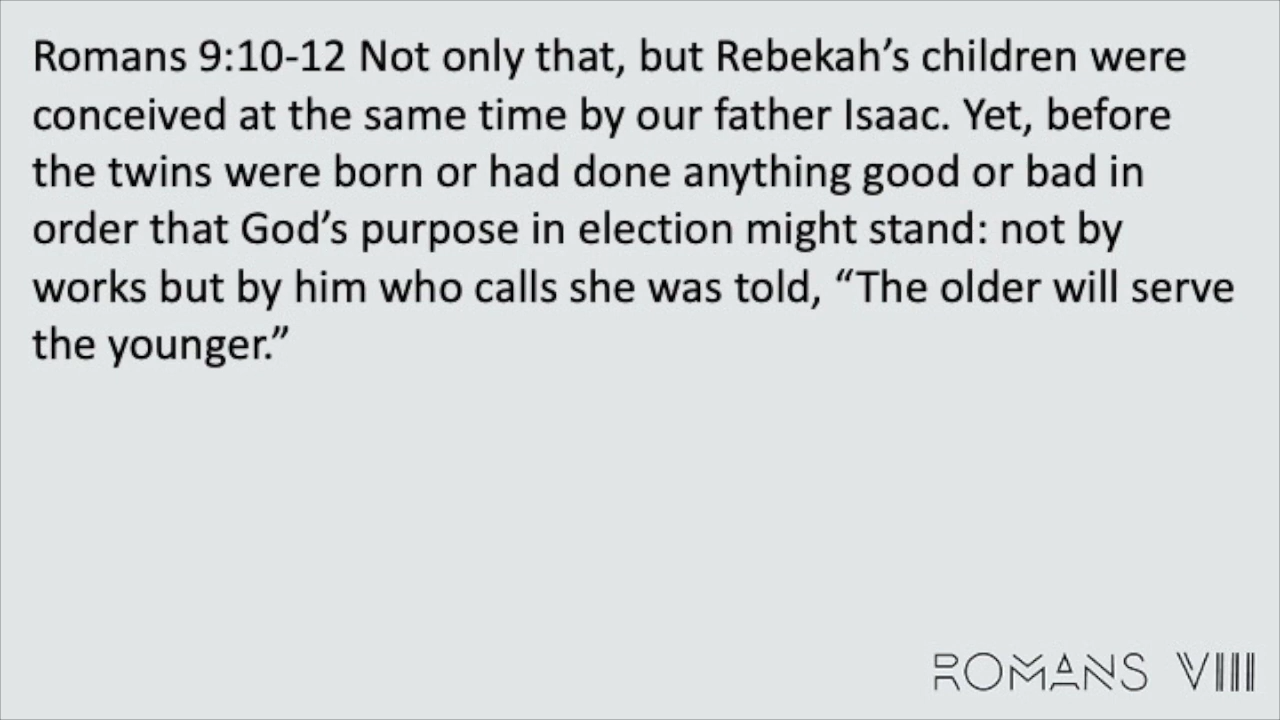 Romans 9:10-12 Not only that, but Rebekah’s children were
conceived at the same time by our father Isaac. Yet, before
the twins were born or had done anything good or bad in
order that God’s purpose in election might stand: not by
works but by him who calls she was told, “The older will serve
the younger.”
ROMANS VIII